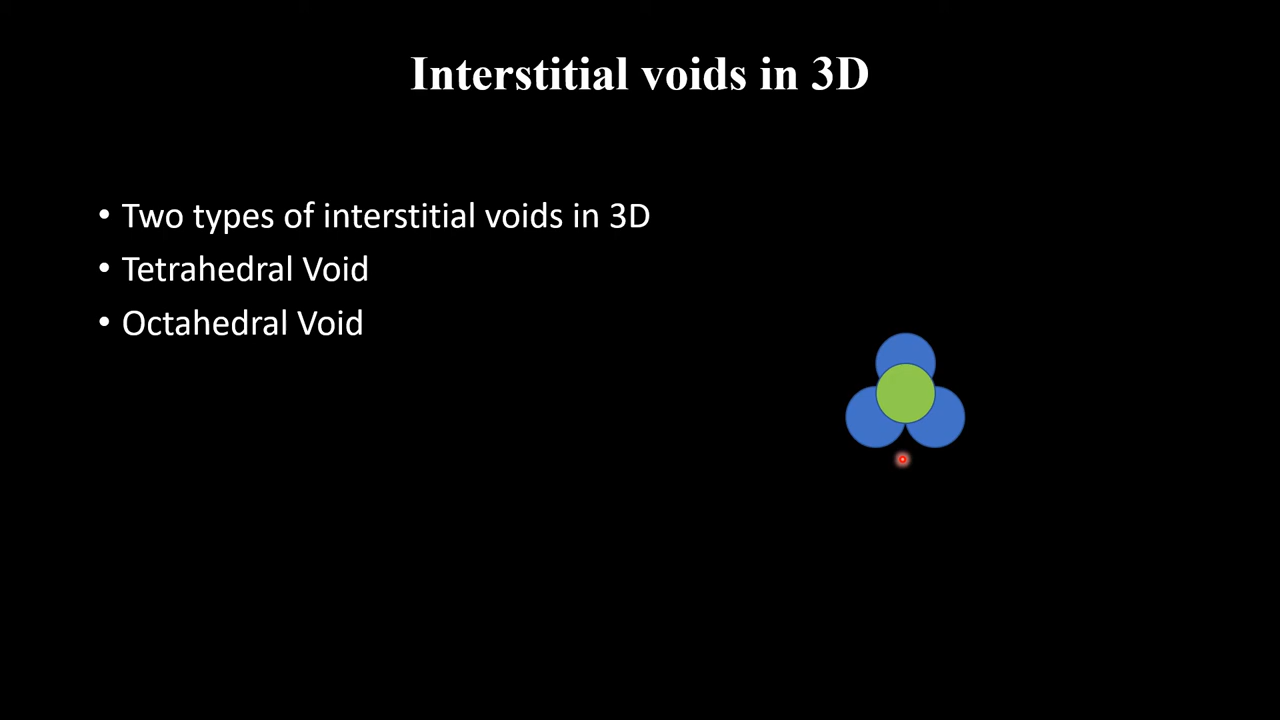 Interstitial voids in 3D
• Two types of interstitial voids in 3D
• Tetrahedral Void
• Octahedral Void